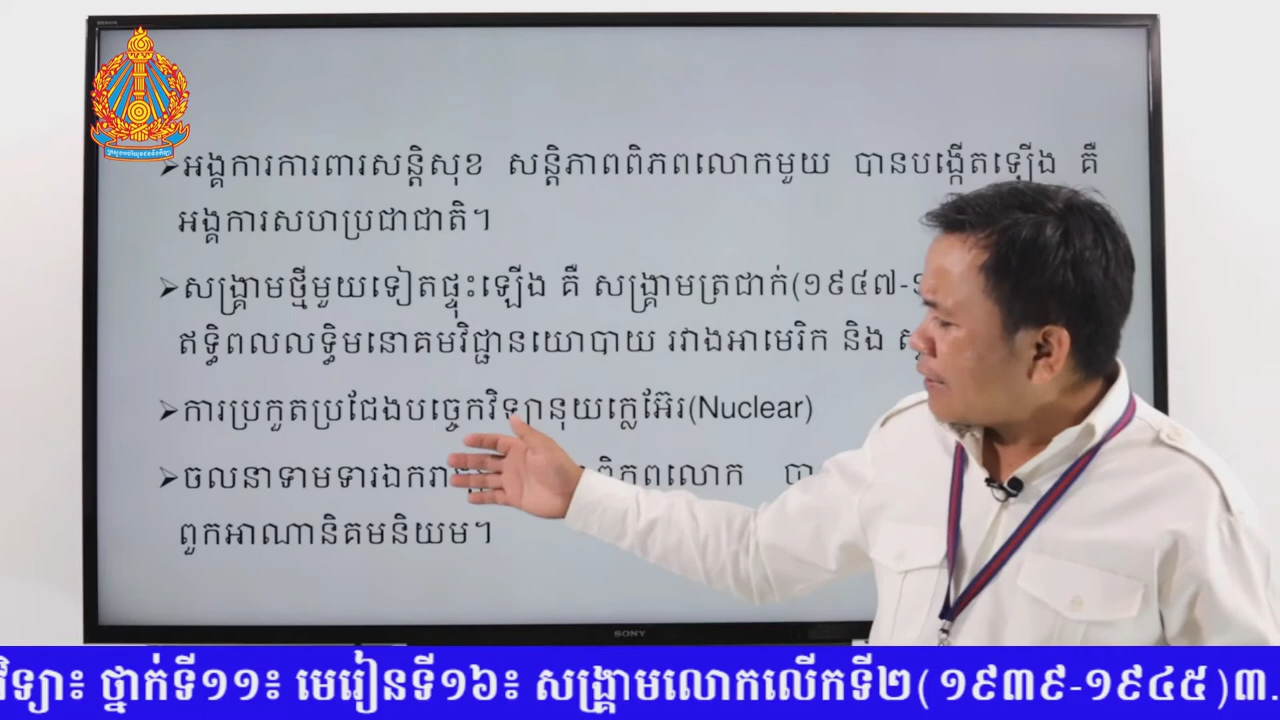 ➢អង្គការការពារសន្តិសុខ សន្តិភាពពិភពលោកមួយ បានបង្កើតឡើង គឺ
អង្គការសហប្រជាជាតិ។
➢សង្គ្រាមថ្មីមួយទៀតផ្ទុះឡើង គឺ សង្គ្រាមត្រជាក់(១៩៤៧-
ឥទ្ធិពលលទ្ធិមនោគមវិជ្ជានយោបាយ រវាងអាមេរិក និង
➢ការប្រកួតប្រជែងបច្ចេកវិទ្យានុយក្លេអ៊ែរ(Nuclear)
➢ចលនាទាមទារឯករា ពិភពលោក
ពួកអាណានិគមនិយម។
SONY
វិទ្យា៖ ថ្នាក់ទី១១៖ មេរៀនទី១៦៖ សង្គ្រាមលោកលើកទី២(១៩៣៩-១៩៤៥)៣.